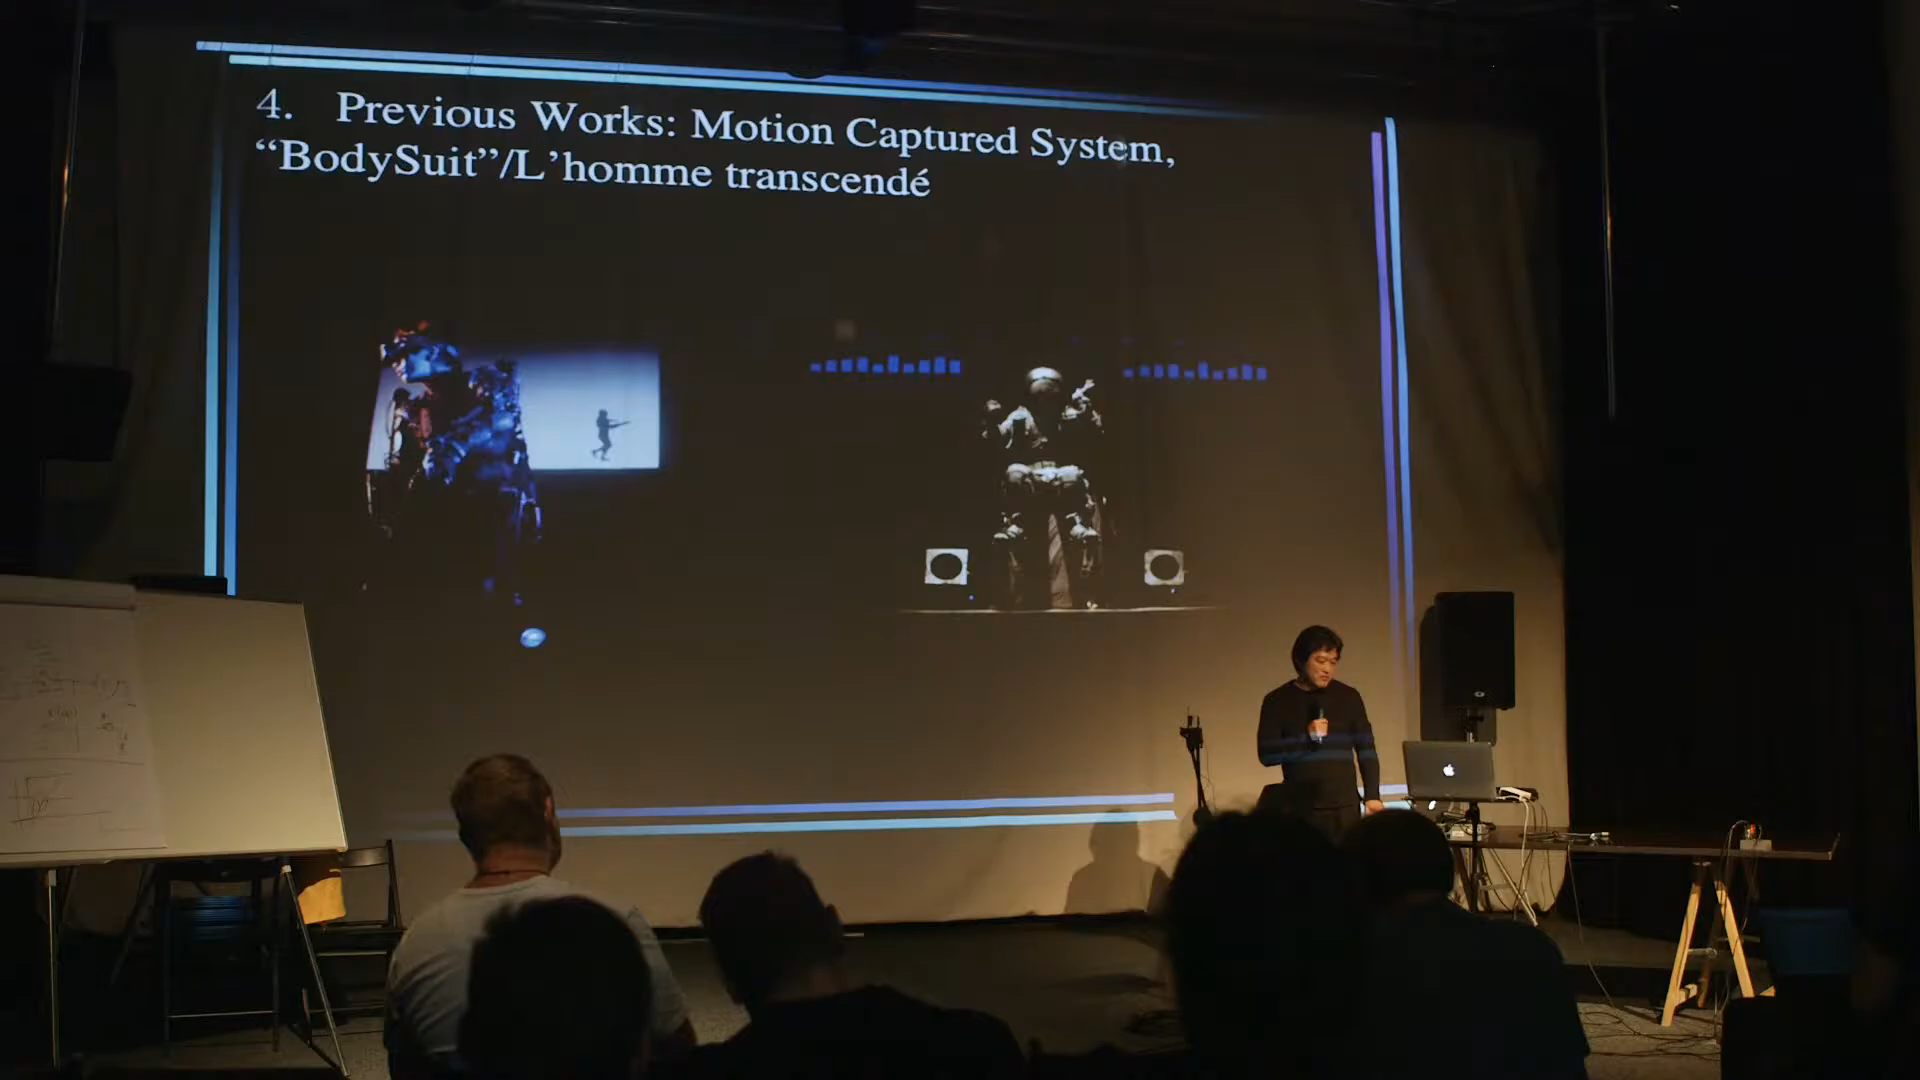 4. Previous Works: Motion Captured System,
“BodySuit”/L’homme transcendé